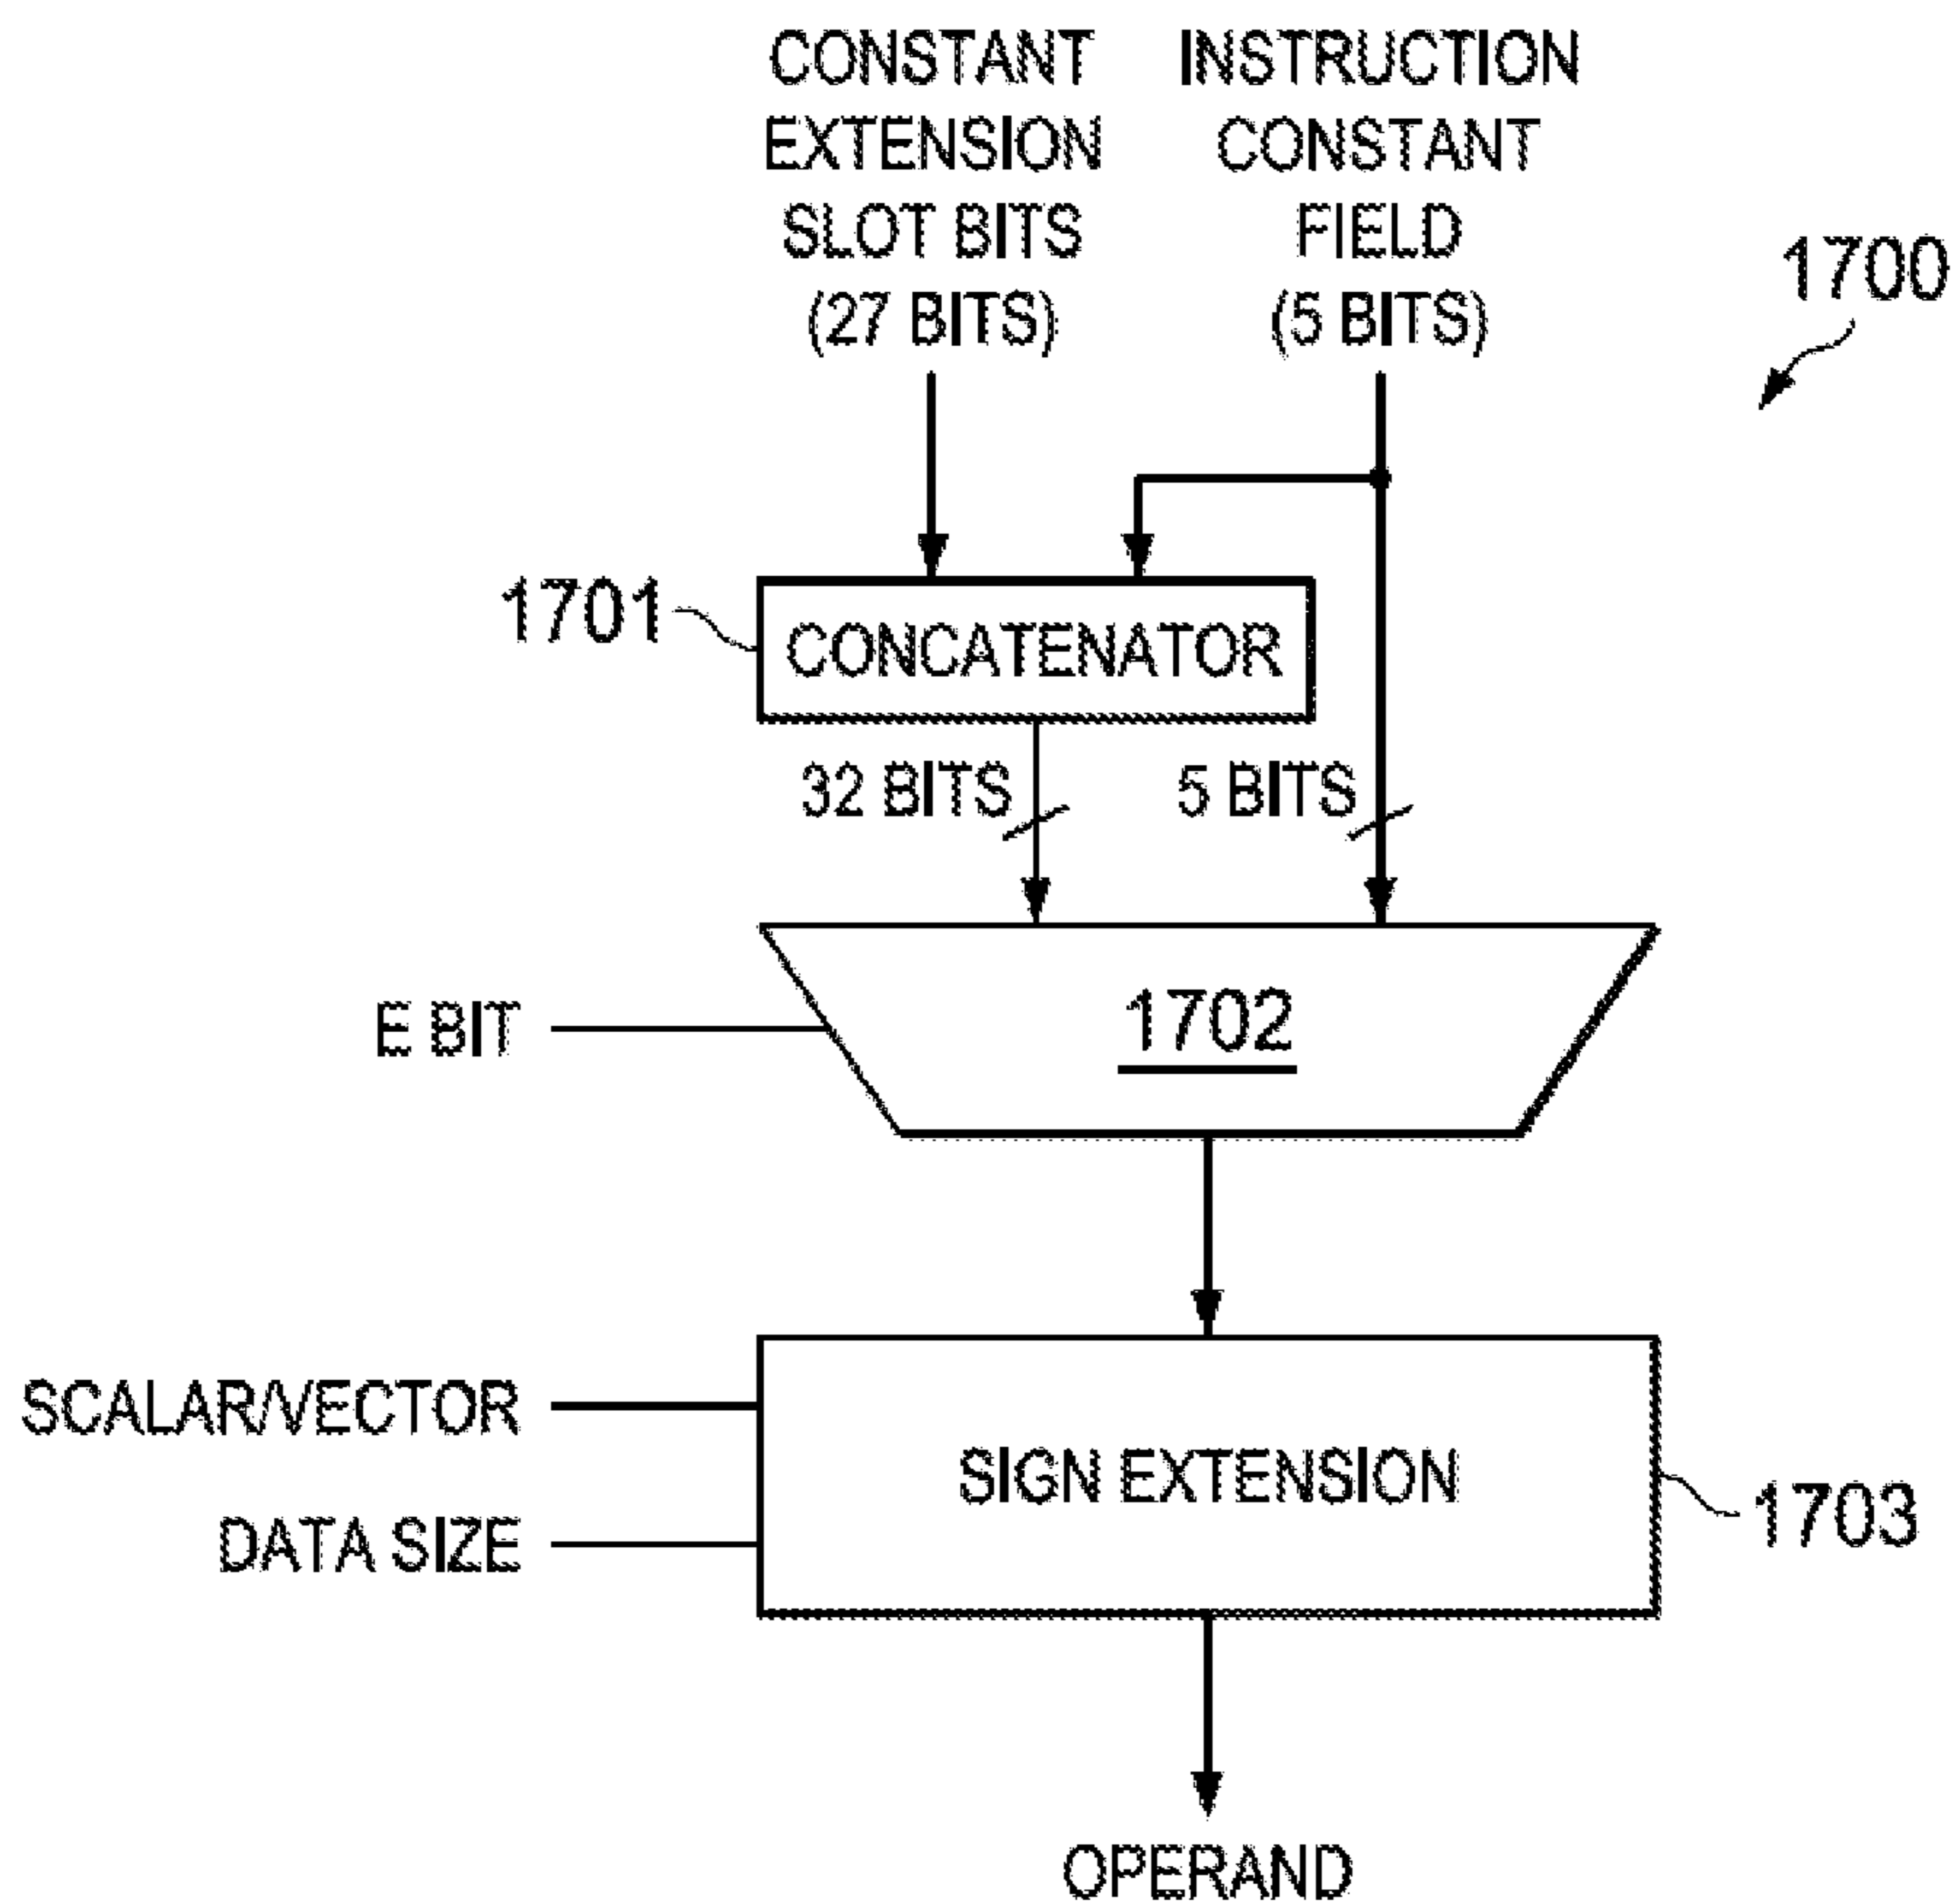 CONSTANT
EXTENSION
SLOT BITS
(27 BITS)
INSTRUCTION
CONSTANT
FIELD
(5 BITS)
1700
1701
CONCATENATOR
32 BITS
5 BITS
E BIT
1702
SCALAR/VECTOR
SIGN EXTENSION
DATA SIZE
1703
OPERAND